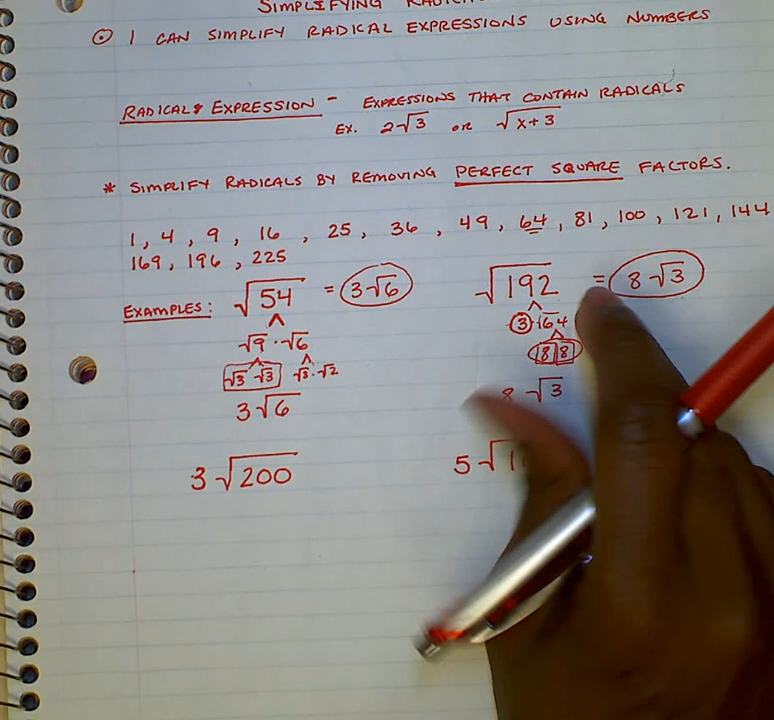 SIMPLIFYING
⊙ I CAN SIMPLIFY RADICAL EXPRESSIONS USING NUMBERS
RADICAL EXPRESSION - EXPRESSIONS THAT CONTAIN RADICALS
EX. 2√3 OR √x+3
* SIMPLIFY RADICALS BY REMOVING PERFECT SQUARE FACTORS.
1, 4, 9, 16, 25, 36, 49, 64, 81, 100, 121, 144
169, 196, 225
EXAMPLES: √54 = 3√6 √192 = 8√3
√9 · √6 3 · √64
√3 √3 √3 · √2 8 8
3√6 8 √3
3√200 5√1